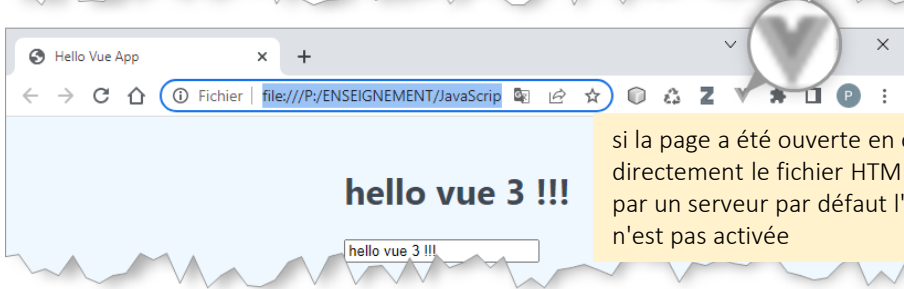 Hello Vue App
Fichier | file:///P:/ENSEIGNEMENT/JavaScrip
Z
P
si la page a été ouverte en
directement le fichier
par un serveur par défaut
n'est pas activée
hello vue 3 !!!
hello vue 3 !!!